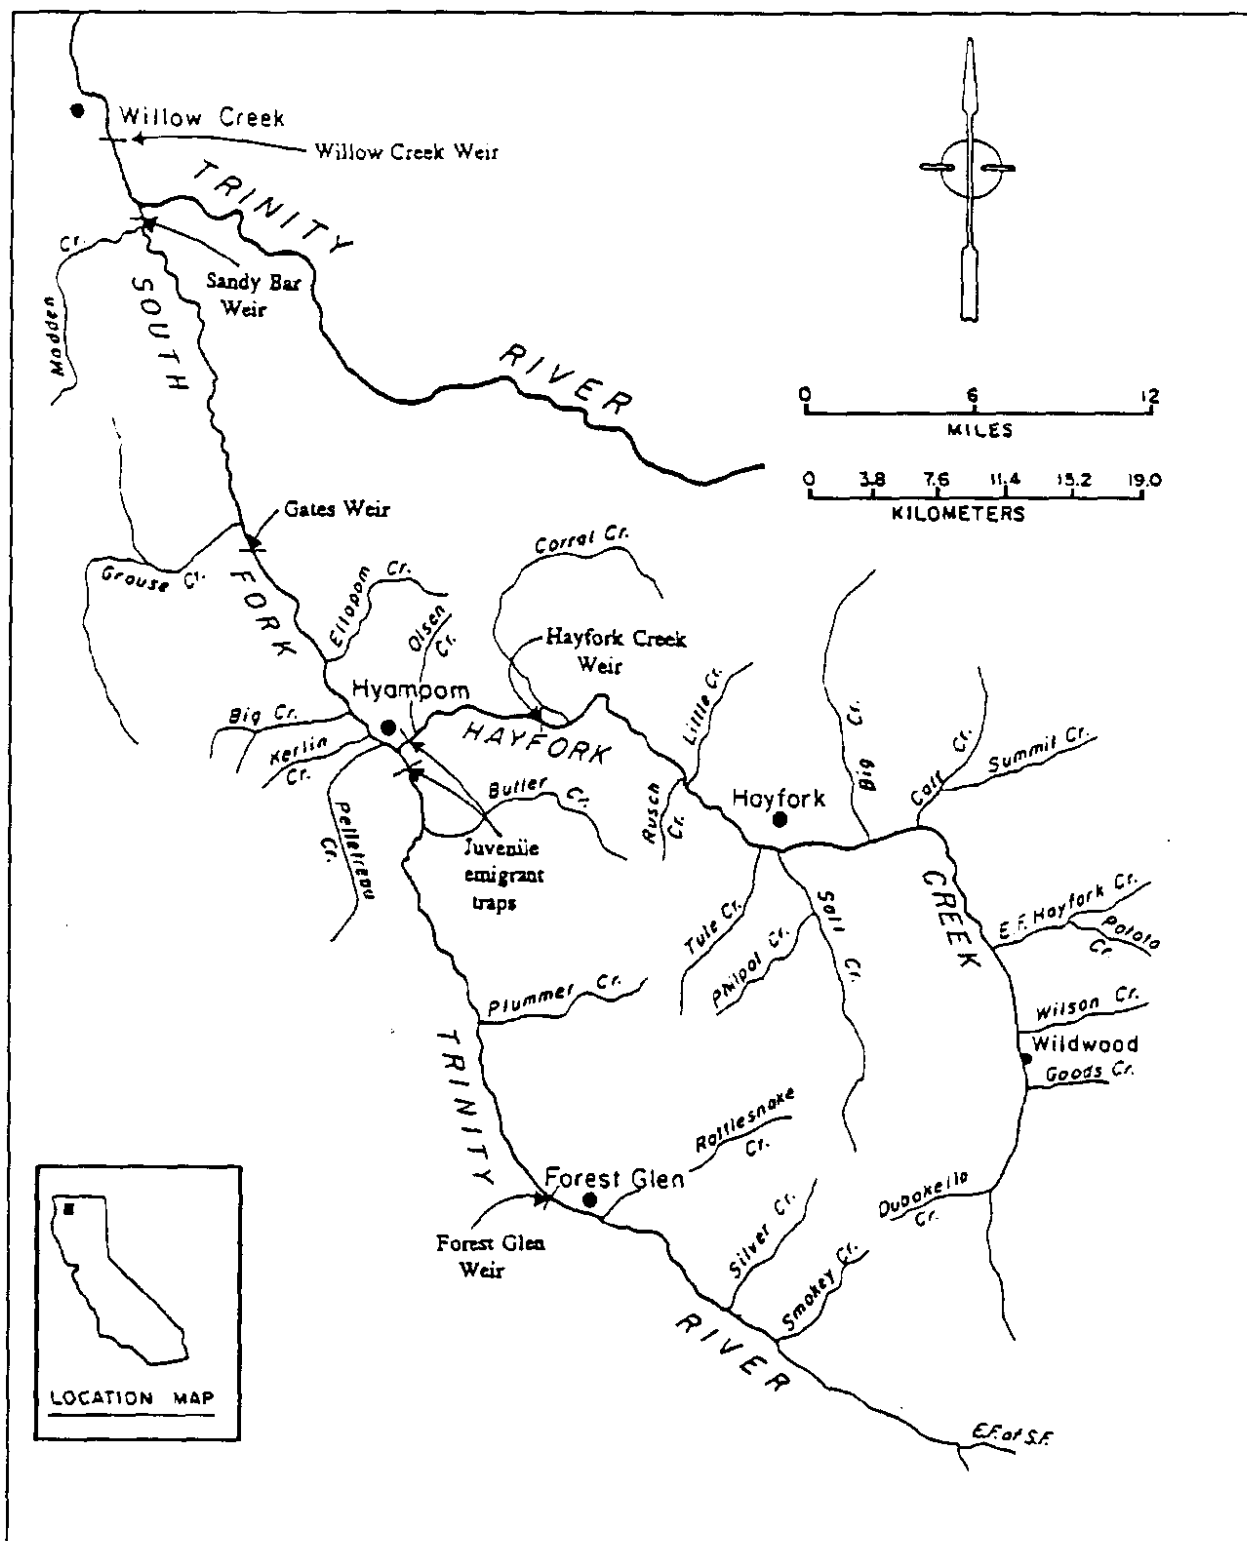 Willow Creek
Willow Creek Weir
TRINITY
Cr.
Madden
Sandy Bar
Weir
SOUTH
RIVER
0 6 12
MILES
0 3.8 7.6 11.4 15.2 19.0
KILOMETERS
Gates Weir
Corral Cr.
Grouse Cr.
FORK
Ellapom Cr.
Olsen
Cr.
Hayfork Creek
Weir
Hyampom
Big Cr.
Kerlin
Cr.
HAYFORK
Little Cr.
Big Cr.
Carr Cr.
Summit Cr.
Rusch
Cr.
Hayfork
Butler Cr.
Pelletreau
Cr.
Juvenile
emigrant
traps
Tule Cr.
Philpot Cr.
Salt Cr.
CREEK
E.F. Hayfork Cr.
Potato
Cr.
Plummer Cr.
Wilson Cr.
Wildwood
Goods Cr.
TRINITY
Rattlesnake
Cr.
Forest Glen
Dubakella
Cr.
Forest Glen
Weir
Silver Cr.
Smokey Cr.
RIVER
E.F. of S.F.
LOCATION MAP